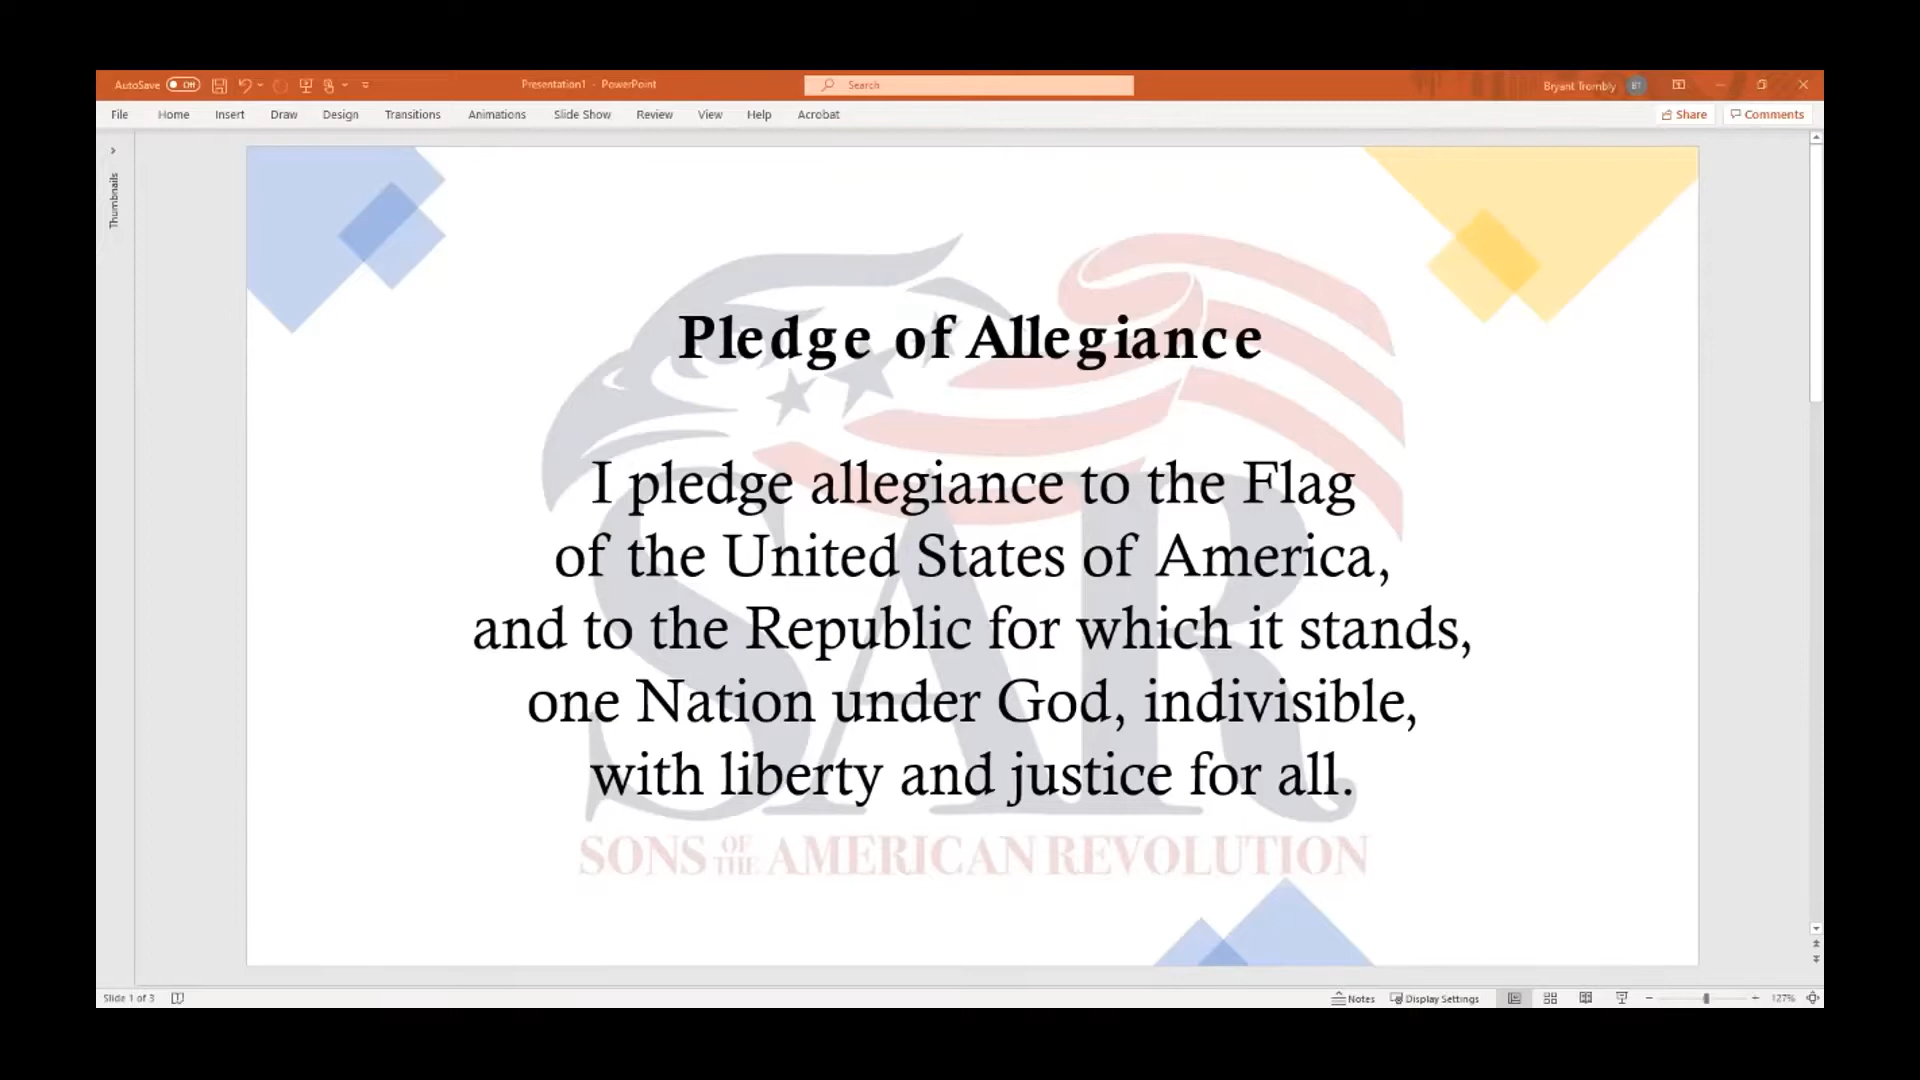 AutoSave Off
Presentation1 - PowerPoint
Search
Bryant Trombly BT
File Home Insert Draw Design Transitions Animations Slide Show Review View Help Acrobat
Share Comments
Thumbnails
Pledge of Allegiance
I pledge allegiance to the Flag
of the United States of America,
and to the Republic for which it stands,
one Nation under God, indivisible,
with liberty and justice for all.
SAR
SONS OF THE AMERICAN REVOLUTION
Slide 1 of 3
Notes Display Settings 127%